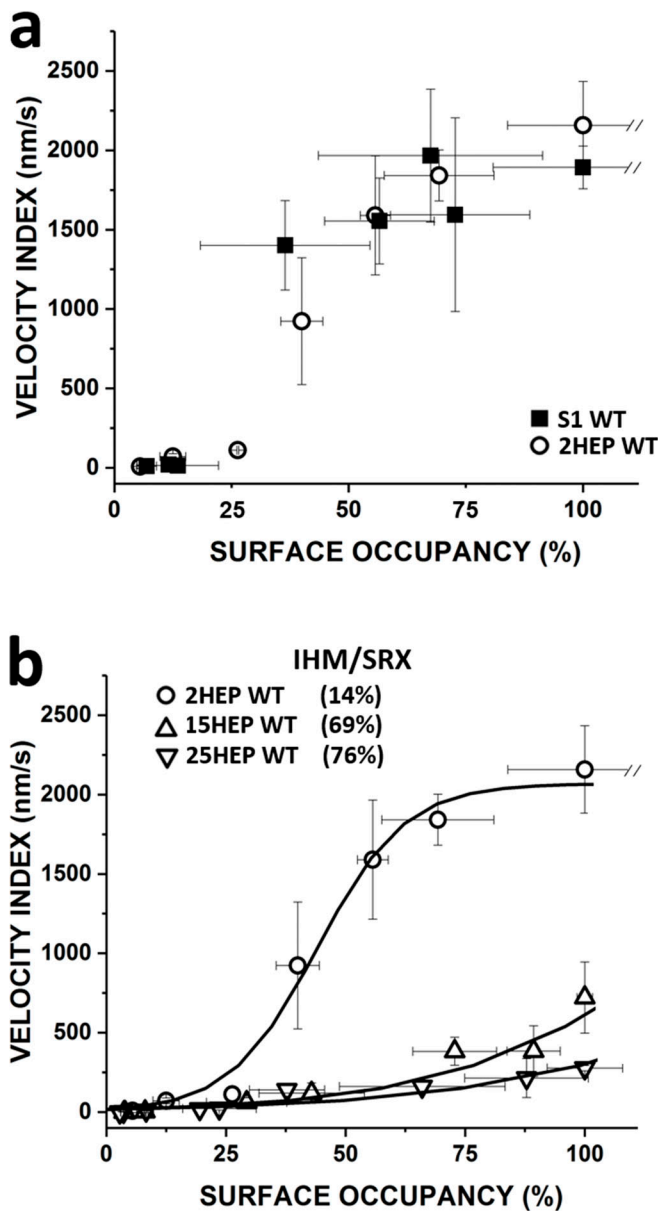 a
2500
2000
1500
1000
500
0
VELOCITY INDEX (nm/s)
S1 WT
2HEP WT
0 25 50 75 100
SURFACE OCCUPANCY (%)
b
IHM/SRX
2HEP WT (14%)
15HEP WT (69%)
25HEP WT (76%)
2500
2000
1500
1000
500
0
VELOCITY INDEX (nm/s)
0 25 50 75 100
SURFACE OCCUPANCY (%)